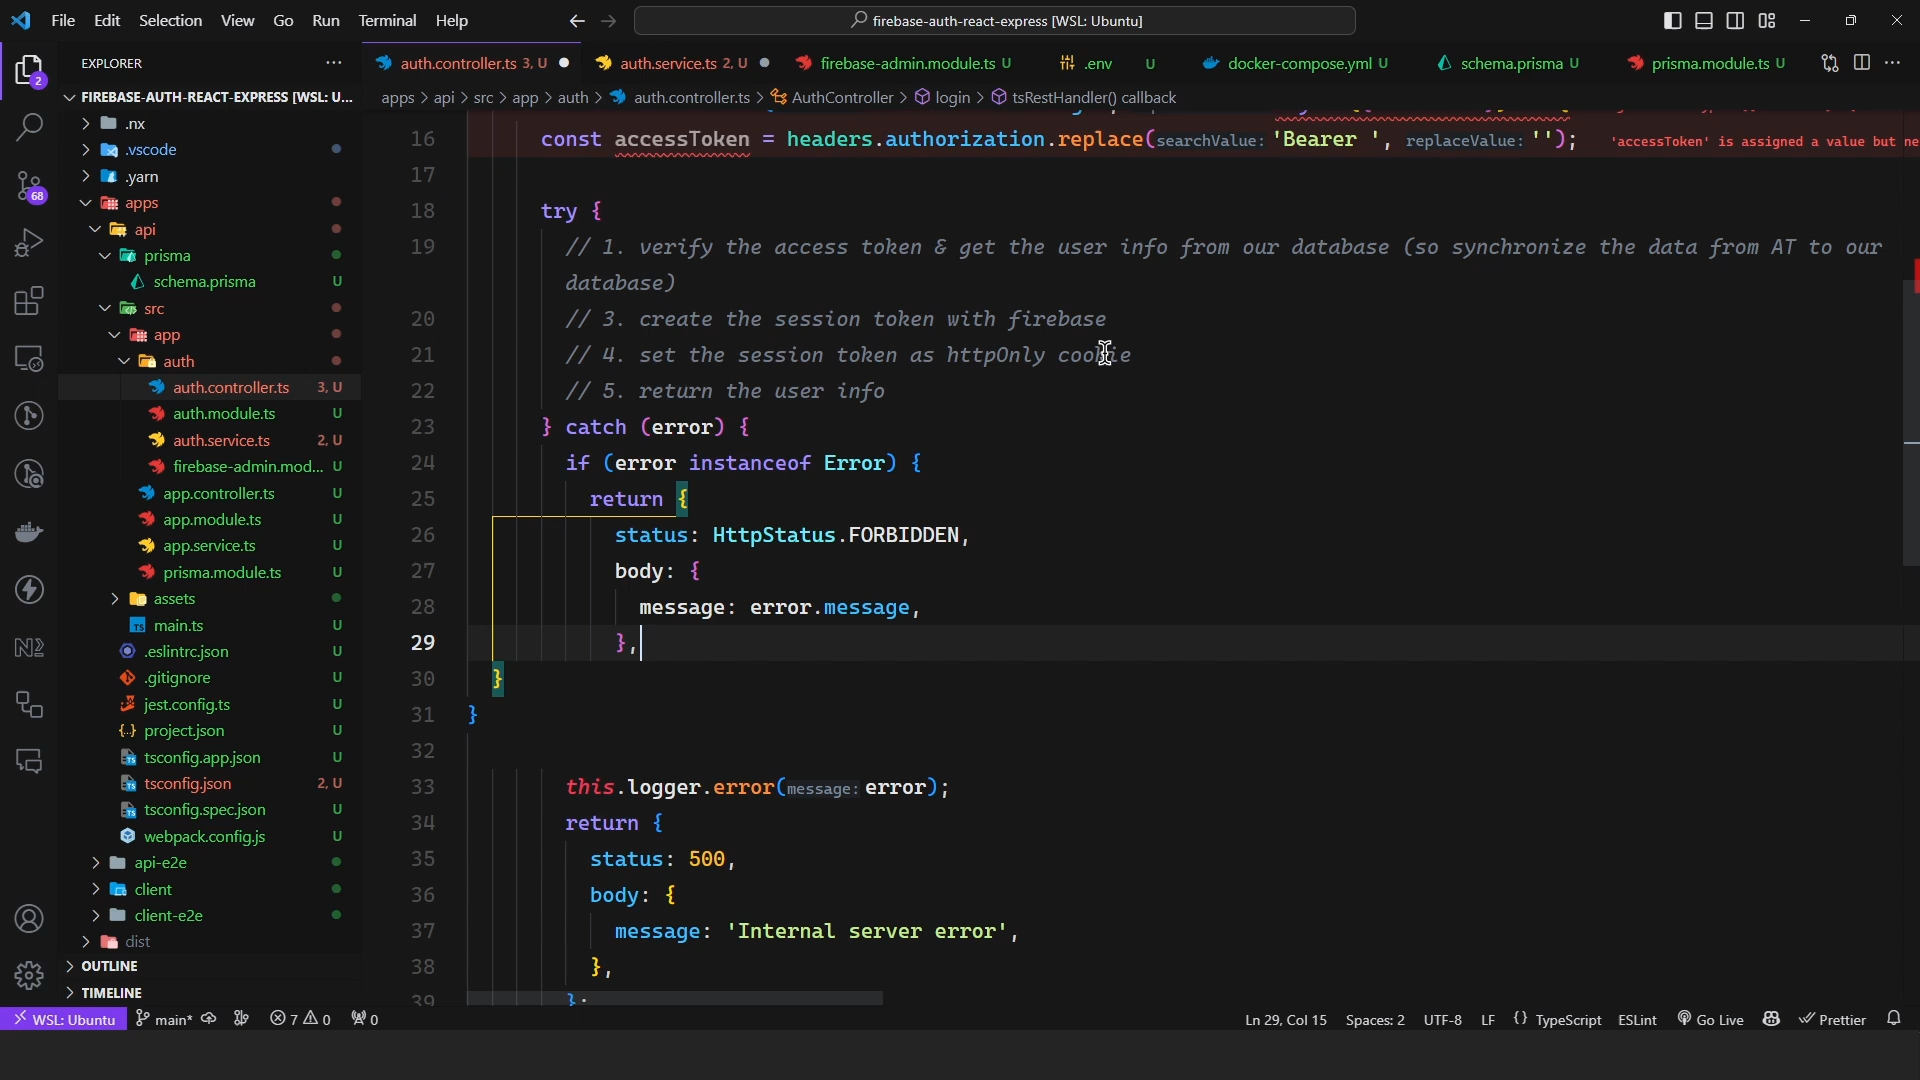 File Edit Selection View Go Run Terminal Help
firebase-auth-react-express [WSL: Ubuntu]
EXPLORER
auth.controller.ts 3, U
auth.service.ts 2, U
firebase-admin.module.ts U
.env U
docker-compose.yml U
schema.prisma U
prisma.module.ts U
FIREBASE-AUTH-REACT-EXPRESS [WSL: U...
apps > api > src > app > auth > auth.controller.ts > AuthController > login > tsRestHandler() callback
2
68
.nx
.vscode
.yarn
apps
api
prisma
schema.prisma U
src
app
auth
auth.controller.ts 3, U
auth.module.ts U
auth.service.ts 2, U
firebase-admin.mod... U
app.controller.ts U
app.module.ts U
app.service.ts U
prisma.module.ts U
assets
main.ts U
.eslintrc.json U
.gitignore U
jest.config.ts U
project.json U
tsconfig.app.json U
tsconfig.json 2, U
tsconfig.spec.json U
webpack.config.js U
api-e2e
client
client-e2e
dist
OUTLINE
TIMELINE
16 const accessToken = headers.authorization.replace(searchValue: 'Bearer ', replaceValue: ''); 'accessToken' is assigned a value but ne
17
18 try {
19 // 1. verify the access token & get the user info from our database (so synchronize the data from AT to our
database)
20 // 3. create the session token with firebase
21 // 4. set the session token as httpOnly cookie
22 // 5. return the user info
23 } catch (error) {
24 if (error instanceof Error) {
25 return {
26 status: HttpStatus.FORBIDDEN,
27 body: {
28 message: error.message,
29 },
30 }
31 }
32
33 this.logger.error(message: error);
34 return {
35 status: 500,
36 body: {
37 message: 'Internal server error',
38 },
39 };
WSL: Ubuntu main* 7 0 0 Ln 29, Col 15 Spaces: 2 UTF-8 LF {} TypeScript ESLint Go Live Prettier